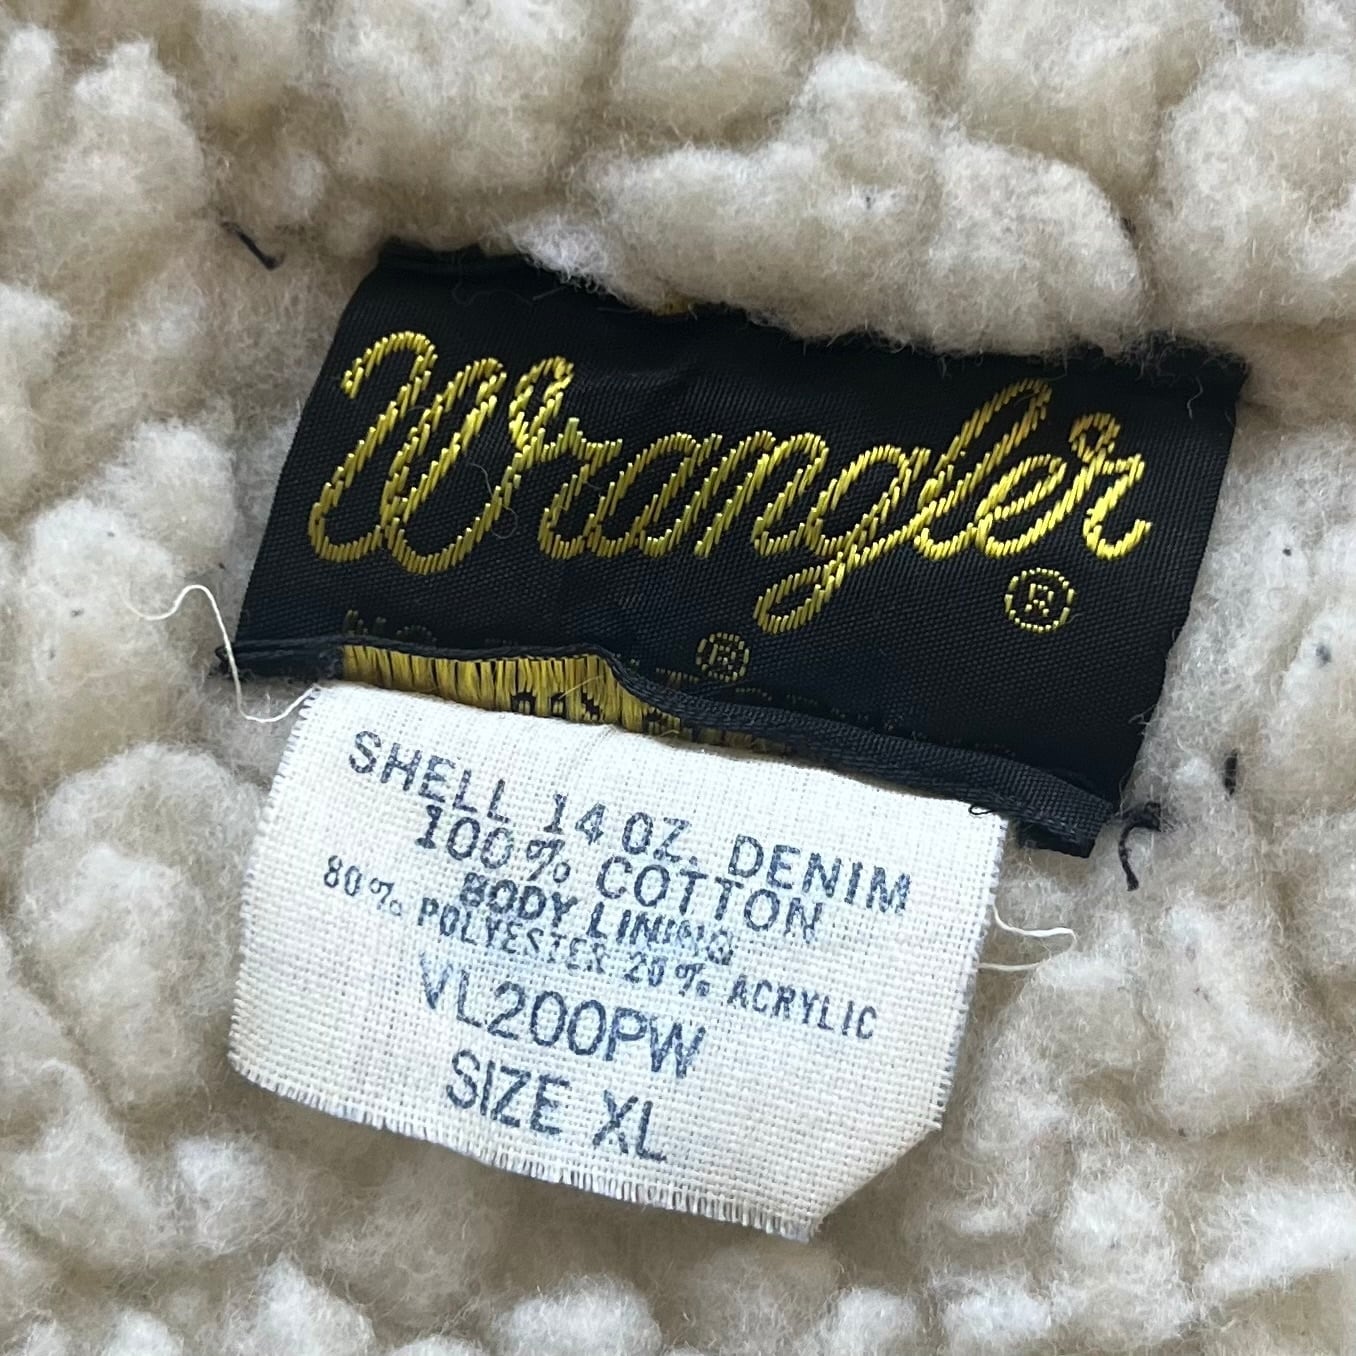 Wrangler
®
®
SHELL 14 OZ. DENIM
100% COTTON
BODY LINING
80% POLYESTER 20% ACRYLIC
VL200PW
SIZE XL